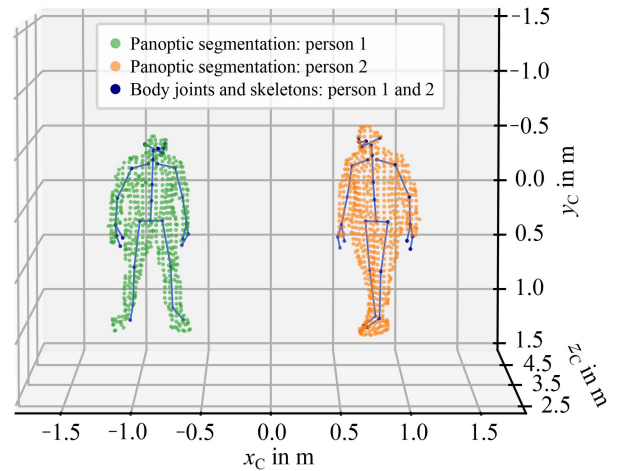 Panoptic segmentation: person 1
Panoptic segmentation: person 2
Body joints and skeletons: person 1 and 2
−1.5
−1.0
−0.5
0.0
0.5
1.0
1.5
y_C in m
4.5
3.5
2.5
z_C in m
−1.5 −1.0 −0.5 0.0 0.5 1.0 1.5
x_C in m